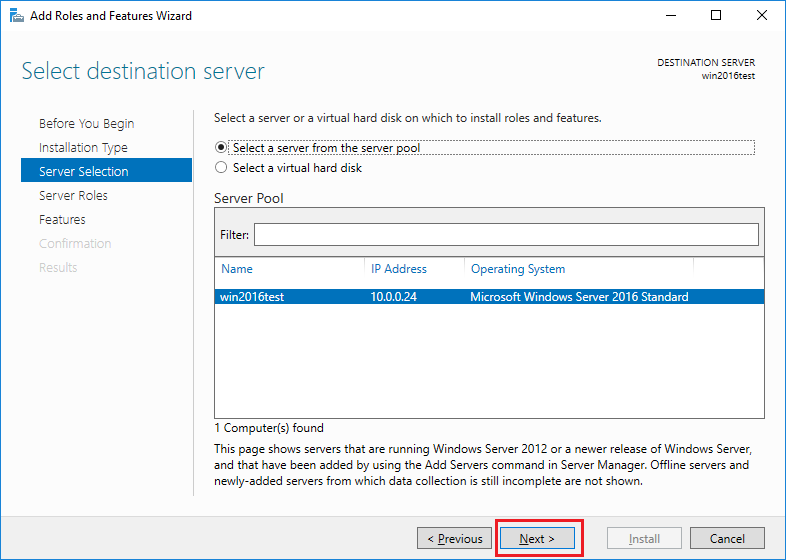 Add Roles and Features Wizard
Select destination server
DESTINATION SERVER
win2016test
Before You Begin
Installation Type
Server Selection
Server Roles
Features
Confirmation
Results
Select a server or a virtual hard disk on which to install roles and features.
Select a server from the server pool
Select a virtual hard disk
Server Pool
Filter:
Name IP Address Operating System
win2016test 10.0.0.24 Microsoft Windows Server 2016 Standard
1 Computer(s) found
This page shows servers that are running Windows Server 2012 or a newer release of Windows Server,
and that have been added by using the Add Servers command in Server Manager. Offline servers and
newly-added servers from which data collection is still incomplete are not shown.
< Previous Next > Install Cancel